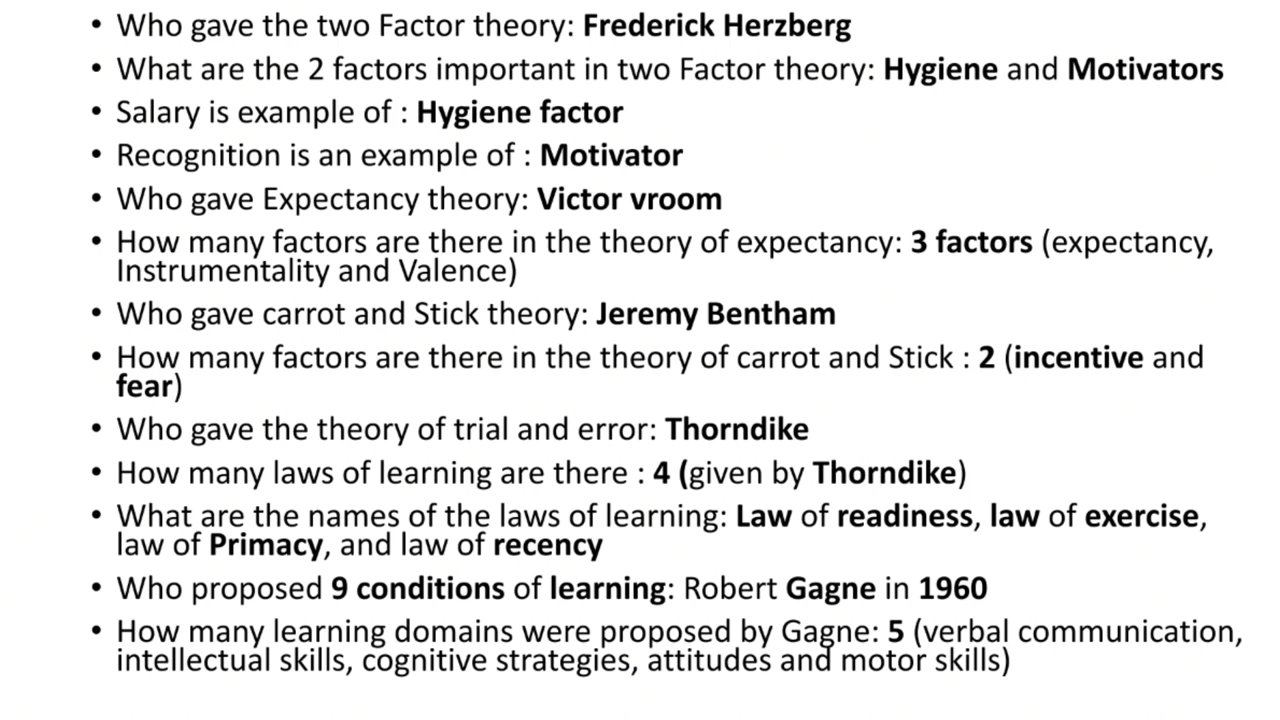 • Who gave the two Factor theory: Frederick Herzberg
• What are the 2 factors important in two Factor theory: Hygiene and Motivators
• Salary is example of : Hygiene factor
• Recognition is an example of : Motivator
• Who gave Expectancy theory: Victor vroom
• How many factors are there in the theory of expectancy: 3 factors (expectancy,
Instrumentality and Valence)
• Who gave carrot and Stick theory: Jeremy Bentham
• How many factors are there in the theory of carrot and Stick : 2 (incentive and
fear)
• Who gave the theory of trial and error: Thorndike
• How many laws of learning are there : 4 (given by Thorndike)
• What are the names of the laws of learning: Law of readiness, law of exercise,
law of Primacy, and law of recency
• Who proposed 9 conditions of learning: Robert Gagne in 1960
• How many learning domains were proposed by Gagne: 5 (verbal communication,
intellectual skills, cognitive strategies, attitudes and motor skills)